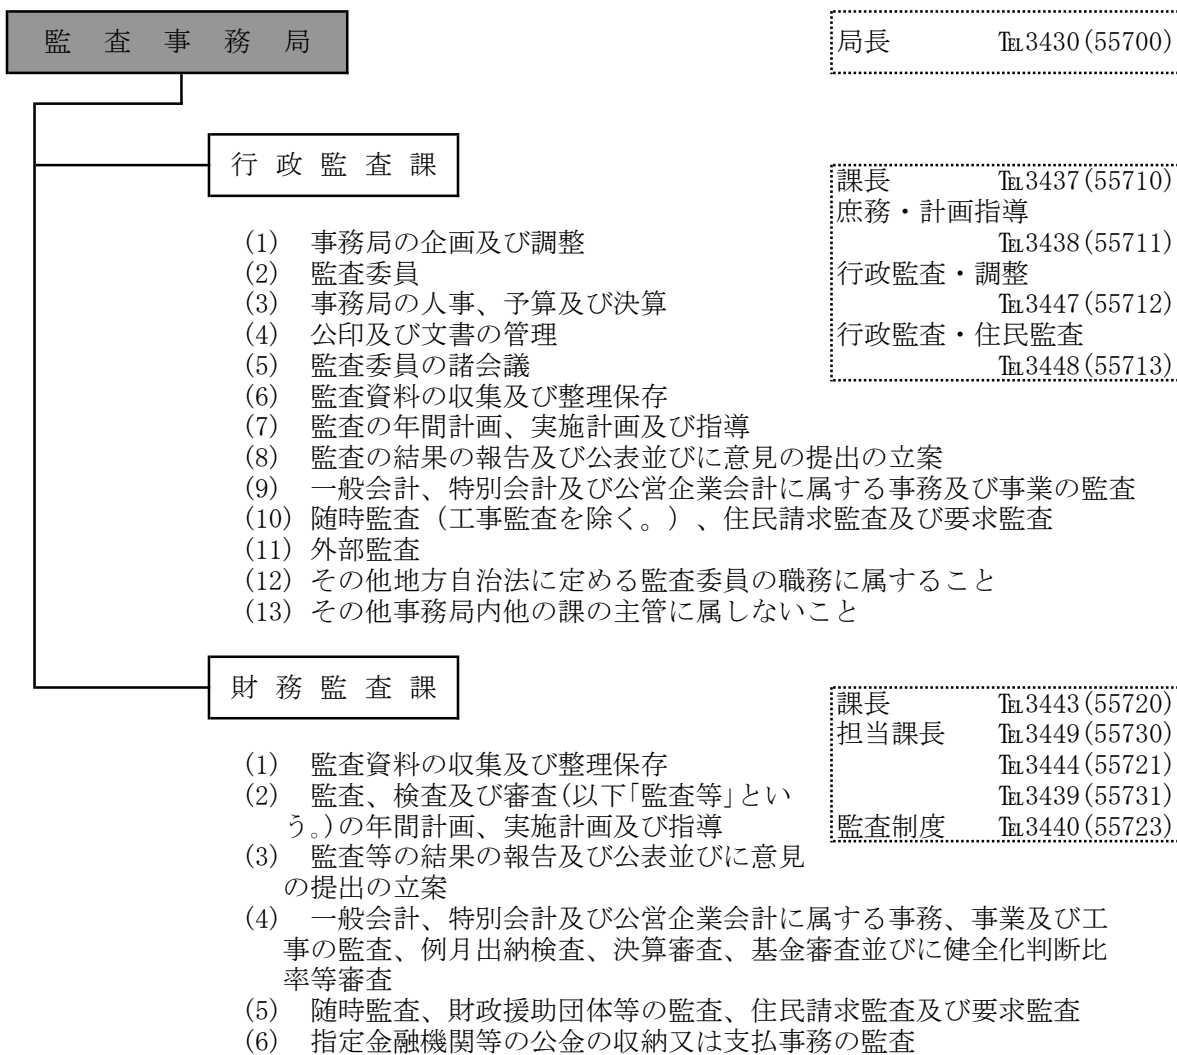 監査事務局
局長 ℡3430(55700)
行政監査課
課長 ℡3437(55710)
庶務・計画指導
℡3438(55711)
行政監査・調整
℡3447(55712)
行政監査・住民監査
℡3448(55713)
(1) 事務局の企画及び調整
(2) 監査委員
(3) 事務局の人事、予算及び決算
(4) 公印及び文書の管理
(5) 監査委員の諸会議
(6) 監査資料の収集及び整理保存
(7) 監査の年間計画、実施計画及び指導
(8) 監査の結果の報告及び公表並びに意見の提出の立案
(9) 一般会計、特別会計及び公営企業会計に属する事務及び事業の監査
(10) 随時監査（工事監査を除く。）、住民請求監査及び要求監査
(11) 外部監査
(12) その他地方自治法に定める監査委員の職務に属すること
(13) その他事務局内他の課の主管に属しないこと
財務監査課
課長 ℡3443(55720)
担当課長 ℡3449(55730)
℡3444(55721)
℡3439(55731)
監査制度 ℡3440(55723)
(1) 監査資料の収集及び整理保存
(2) 監査、検査及び審査(以下「監査等」とい
う。)の年間計画、実施計画及び指導
(3) 監査等の結果の報告及び公表並びに意見
の提出の立案
(4) 一般会計、特別会計及び公営企業会計に属する事務、事業及び工
事の監査、例月出納検査、決算審査、基金審査並びに健全化判断比
率等審査
(5) 随時監査、財政援助団体等の監査、住民請求監査及び要求監査
(6) 指定金融機関等の公金の収納又は支払事務の監査